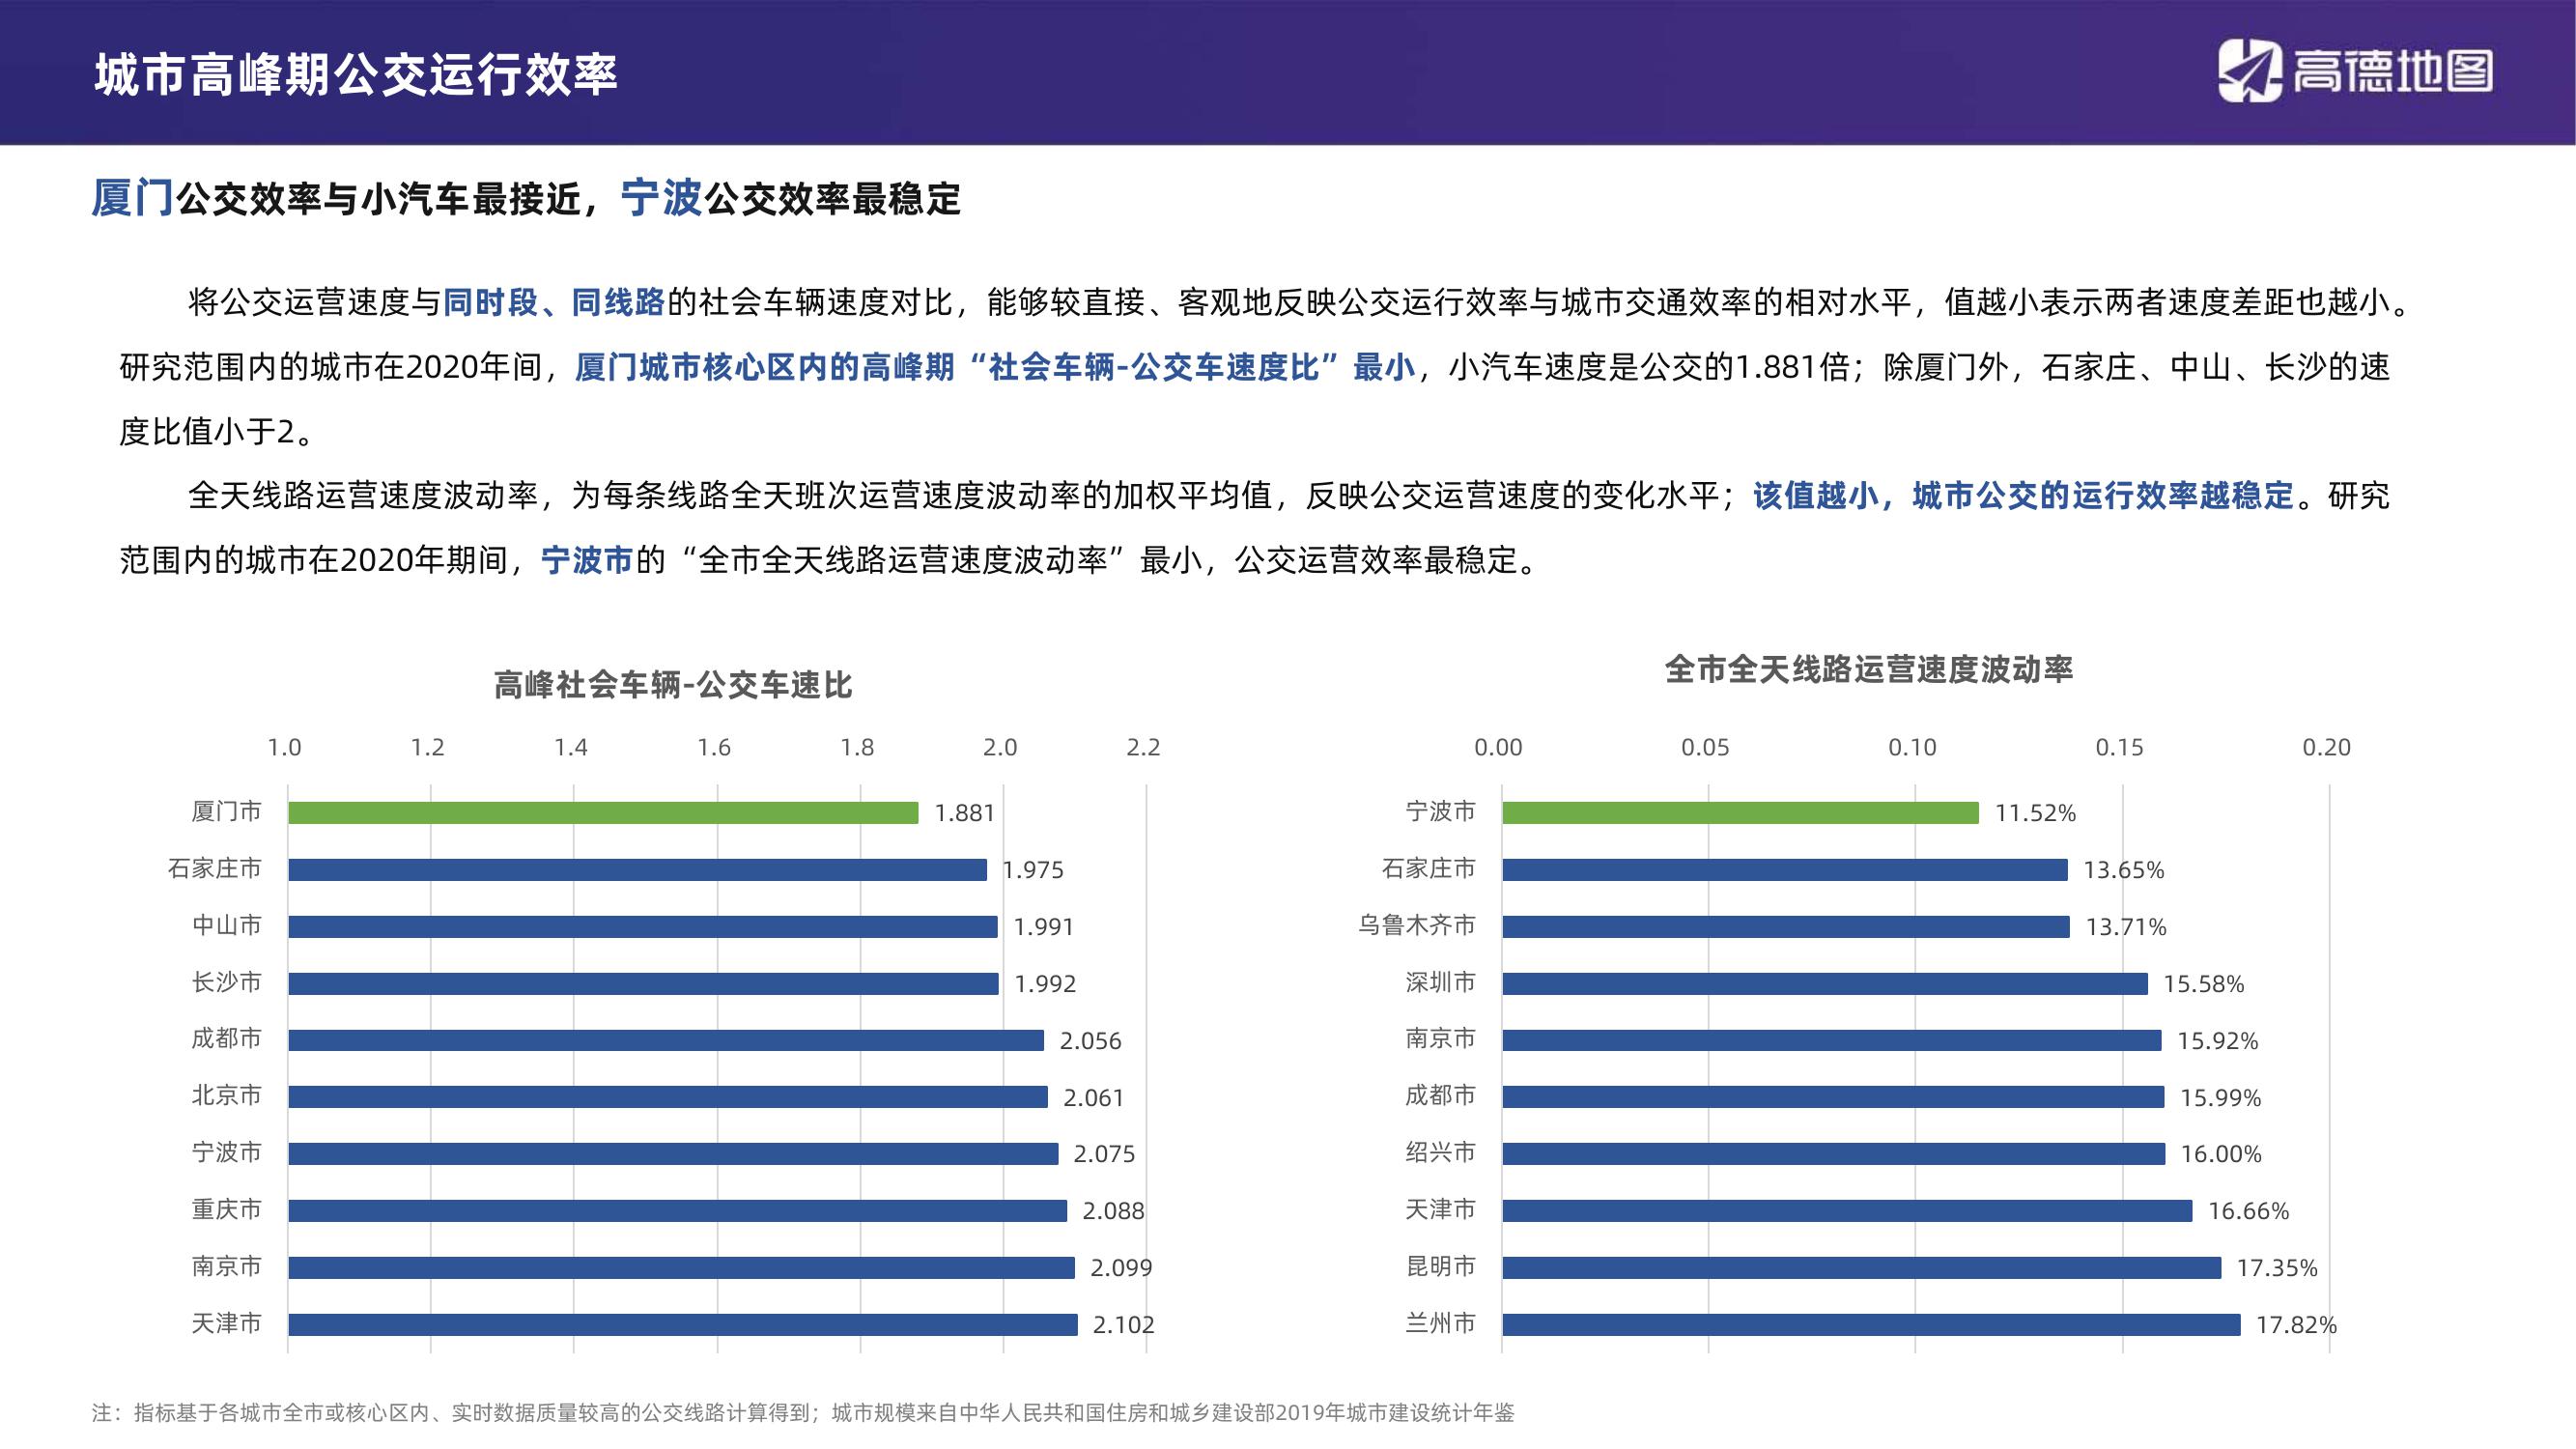 城市高峰期公交运行效率
高德地图
厦门公交效率与小汽车最接近，宁波公交效率最稳定
将公交运营速度与同时段、同线路的社会车辆速度对比，能够较直接、客观地反映公交运行效率与城市交通效率的相对水平，值越小表示两者速度差距也越小。
研究范围内的城市在2020年间，厦门城市核心区内的高峰期“社会车辆-公交车速度比”最小，小汽车速度是公交的1.881倍；除厦门外，石家庄、中山、长沙的速
度比值小于2。
全天线路运营速度波动率，为每条线路全天班次运营速度波动率的加权平均值，反映公交运营速度的变化水平；该值越小，城市公交的运行效率越稳定。研究
范围内的城市在2020年期间，宁波市的“全市全天线路运营速度波动率”最小，公交运营效率最稳定。
高峰社会车辆-公交车速比
1.0 1.2 1.4 1.6 1.8 2.0 2.2
厦门市 1.881
石家庄市 1.975
中山市 1.991
长沙市 1.992
成都市 2.056
北京市 2.061
宁波市 2.075
重庆市 2.088
南京市 2.099
天津市 2.102
全市全天线路运营速度波动率
0.00 0.05 0.10 0.15 0.20
宁波市 11.52%
石家庄市 13.65%
乌鲁木齐市 13.71%
深圳市 15.58%
南京市 15.92%
成都市 15.99%
绍兴市 16.00%
天津市 16.66%
昆明市 17.35%
兰州市 17.82%
注：指标基于各城市全市或核心区内、实时数据质量较高的公交线路计算得到；城市规模来自中华人民共和国住房和城乡建设部2019年城市建设统计年鉴